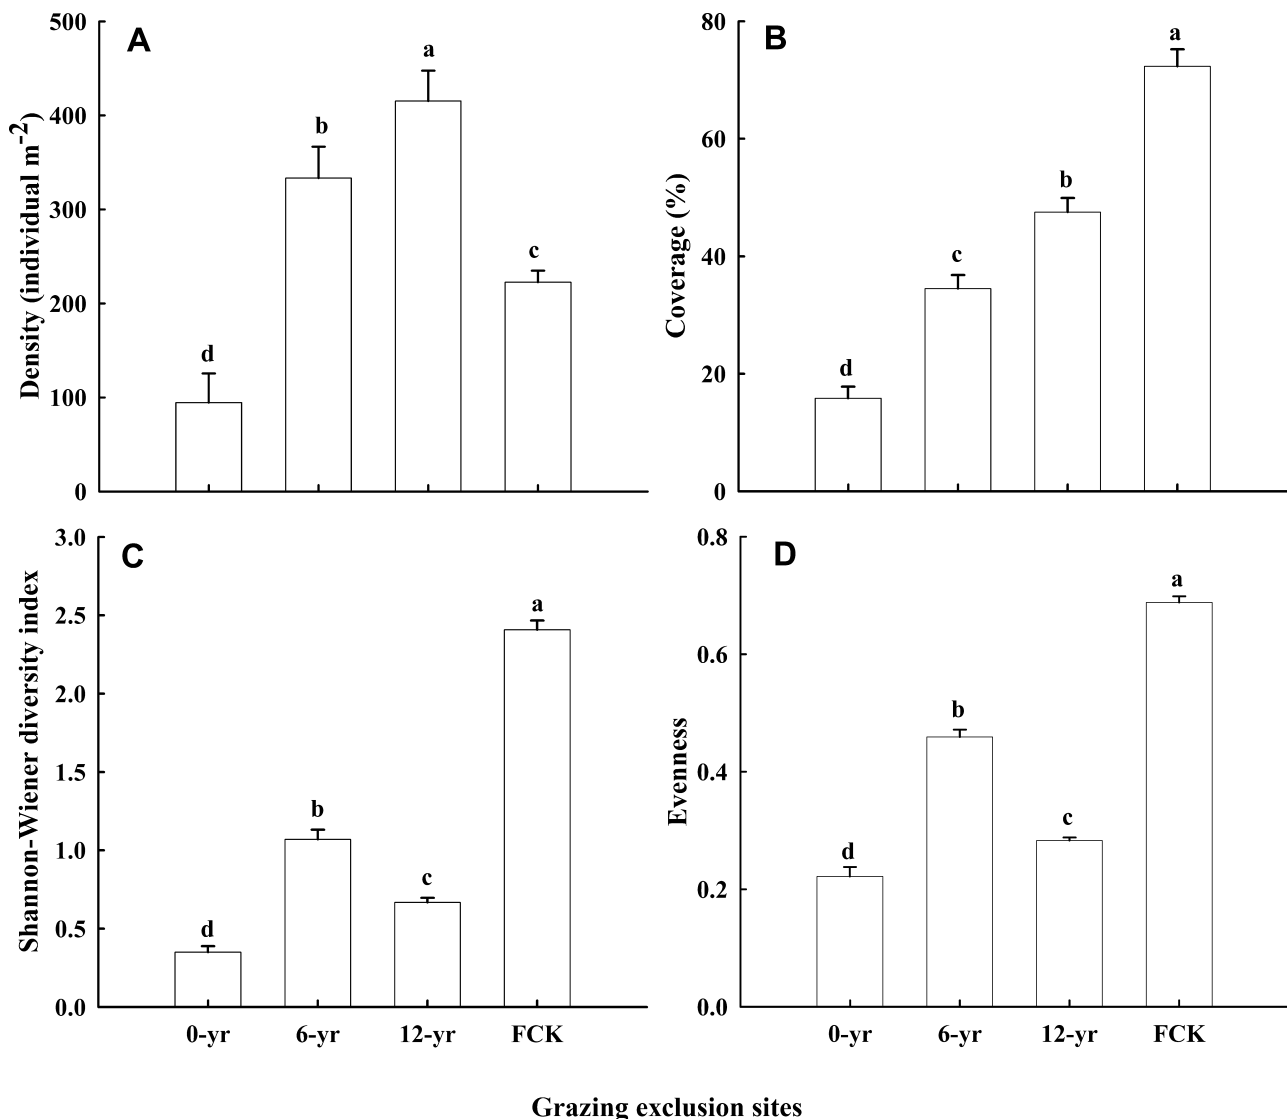 A
Density (individual m⁻²)
500
400
300
200
100
0
d
b
a
c
B
Coverage (%)
80
60
40
20
0
d
c
b
a
C
Shannon-Wiener diversity index
3.0
2.5
2.0
1.5
1.0
0.5
0.0
d
b
c
a
0-yr 6-yr 12-yr FCK
D
Evenness
0.8
0.6
0.4
0.2
0.0
d
b
c
a
0-yr 6-yr 12-yr FCK
Grazing exclusion sites